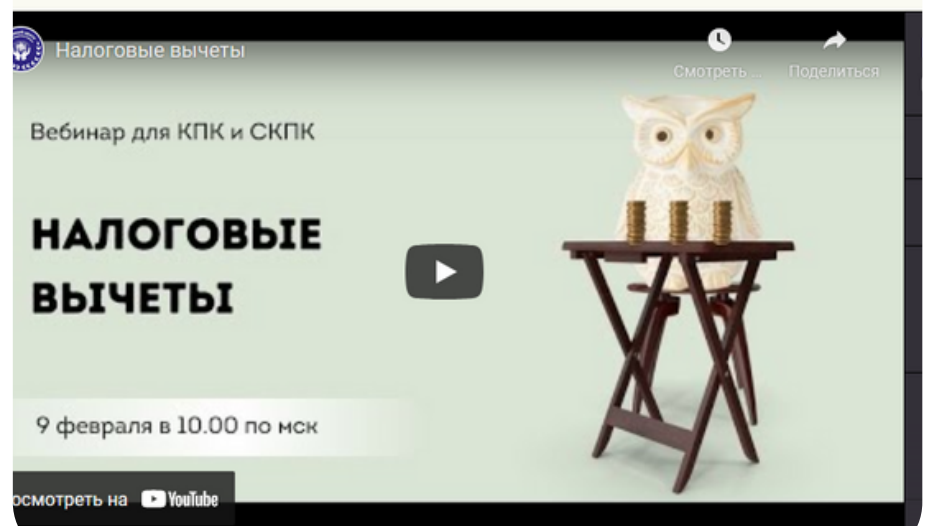 Налоговые вычеты
Смотреть ...
Поделиться
Вебинар для КПК и СКПК
НАЛОГОВЫЕ
ВЫЧЕТЫ
9 февраля в 10.00 по мск
осмотреть на YouTube